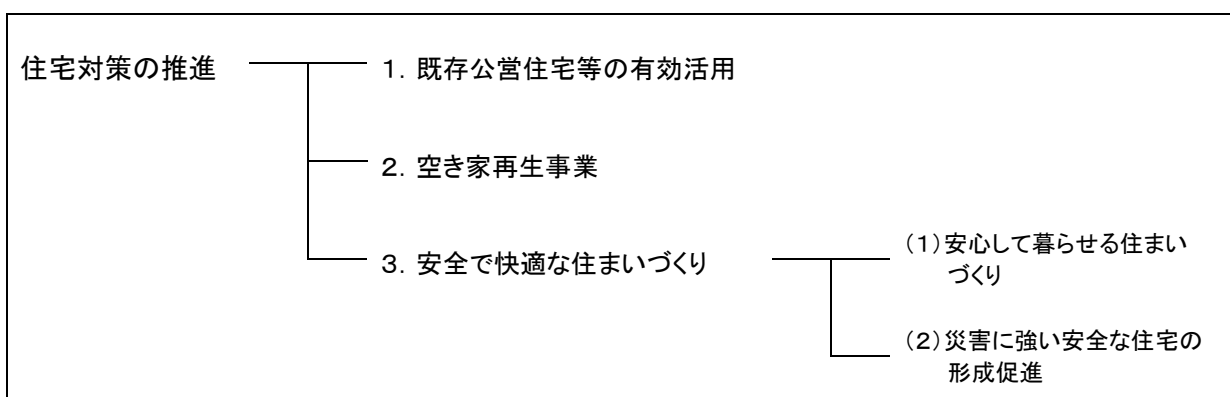 住宅対策の推進
１．既存公営住宅等の有効活用
２．空き家再生事業
３．安全で快適な住まいづくり
（１）安心して暮らせる住まい
づくり
（２）災害に強い安全な住宅の
形成促進